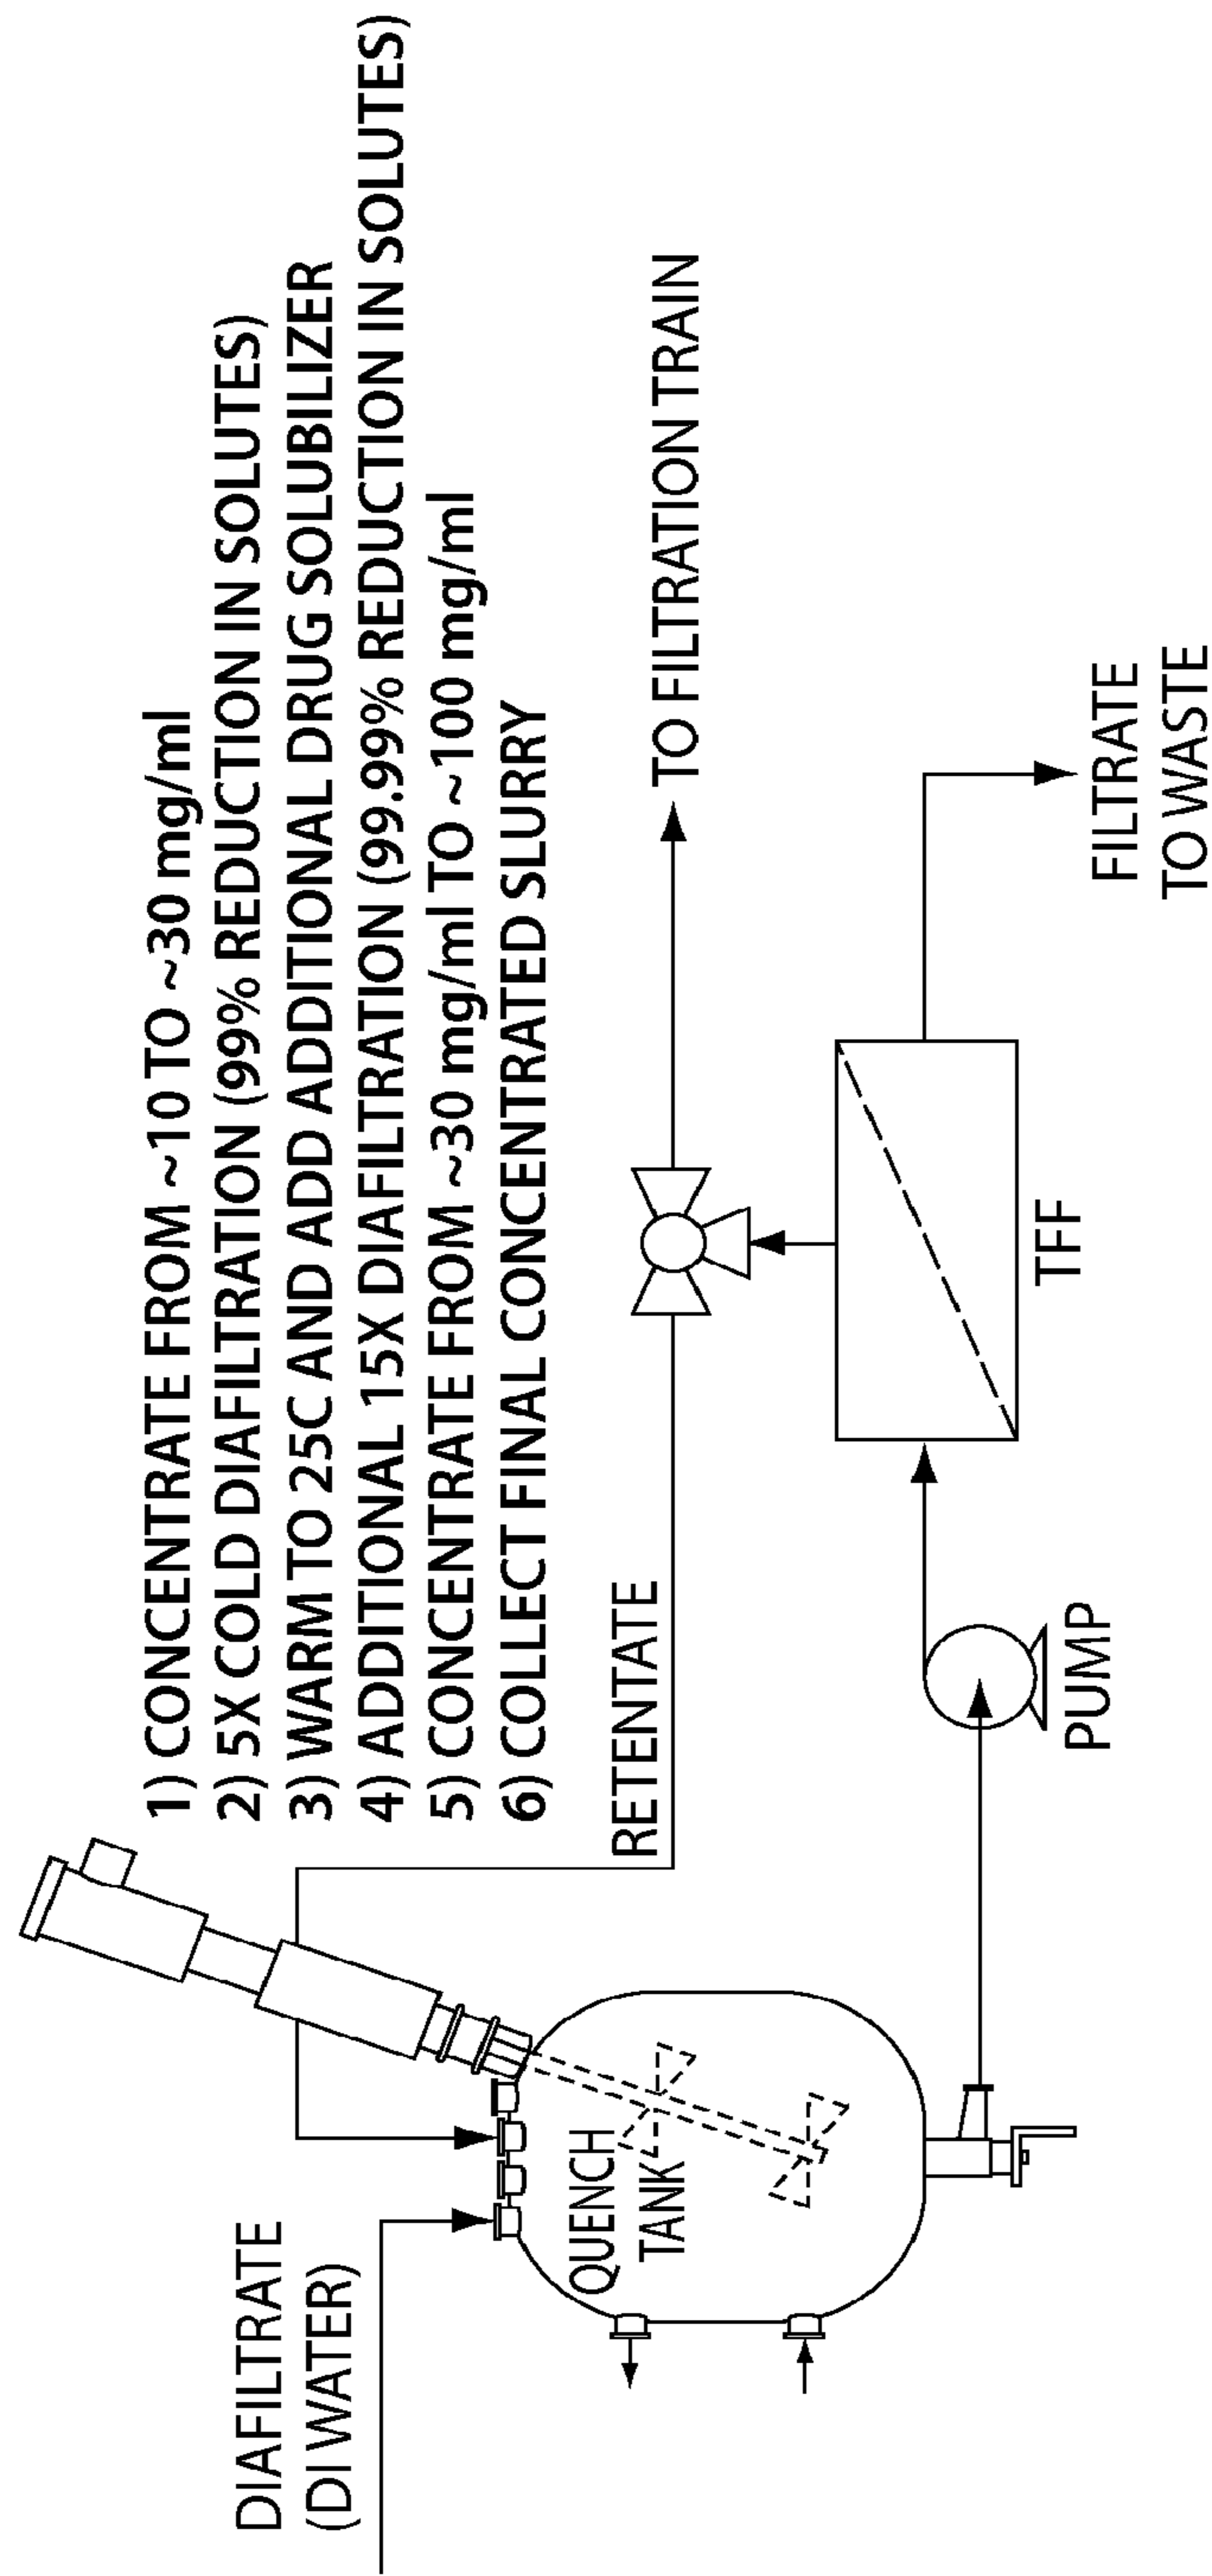 1) CONCENTRATE FROM ~10 TO ~30 mg/ml
2) 5X COLD DIAFILTRATION (99% REDUCTION IN SOLUTES)
3) WARM TO 25C AND ADD ADDITIONAL DRUG SOLUBILIZER
4) ADDITIONAL 15X DIAFILTRATION (99.99% REDUCTION IN SOLUTES)
5) CONCENTRATE FROM ~30 mg/ml TO ~100 mg/ml
6) COLLECT FINAL CONCENTRATED SLURRY
DIAFILTRATE
(DI WATER)
RETENTATE
TO FILTRATION TRAIN
QUENCH
TANK
PUMP
TFF
FILTRATE
TO WASTE